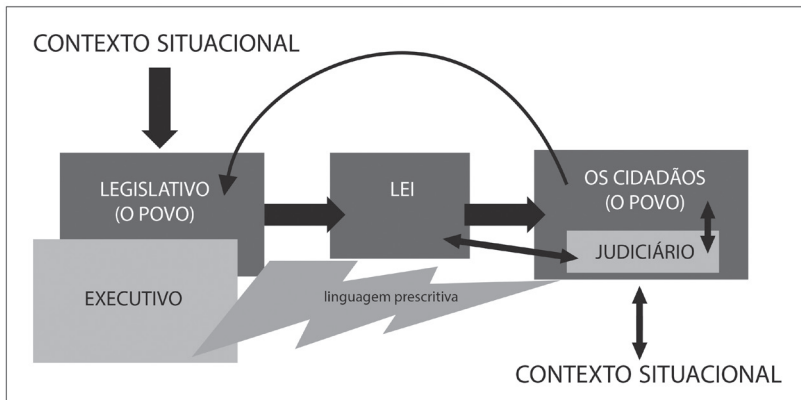 CONTEXTO SITUACIONAL
LEGISLATIVO
(O POVO)
LEI
OS CIDADÃOS
(O POVO)
JUDICIÁRIO
EXECUTIVO
linguagem prescritiva
CONTEXTO SITUACIONAL